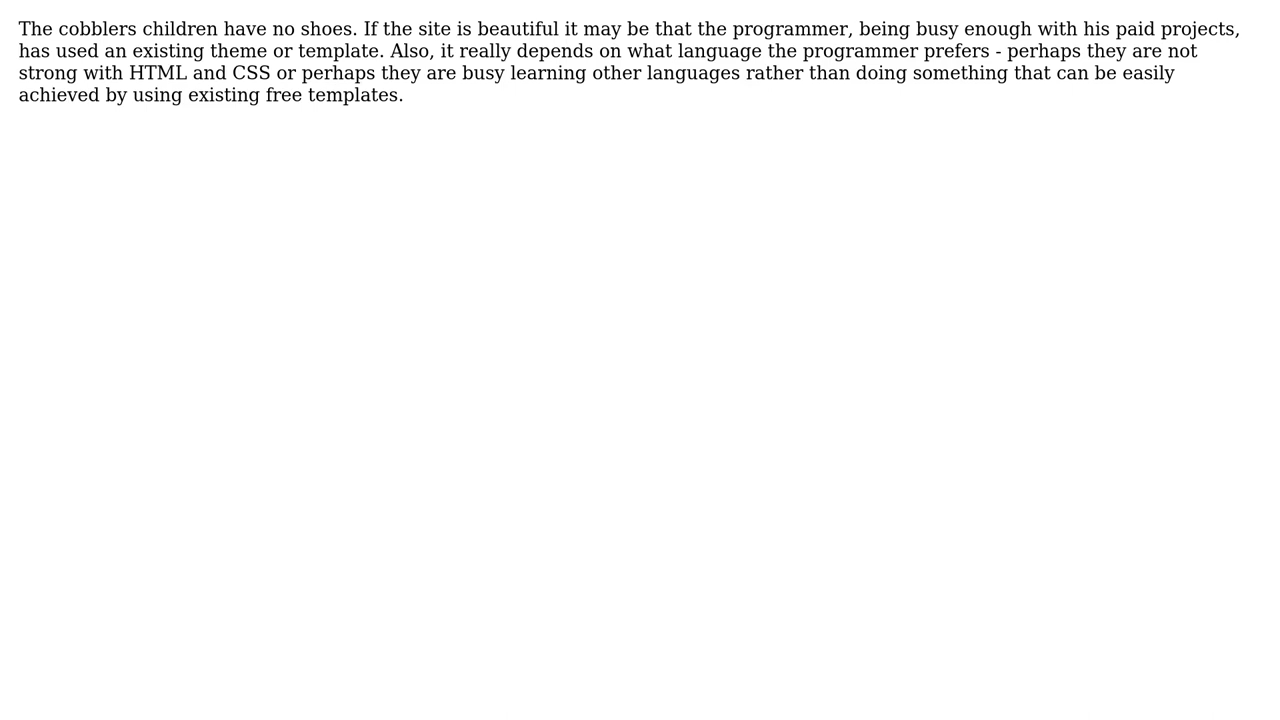 The cobblers children have no shoes. If the site is beautiful it may be that the programmer, being busy enough with his paid projects,
has used an existing theme or template. Also, it really depends on what language the programmer prefers - perhaps they are not
strong with HTML and CSS or perhaps they are busy learning other languages rather than doing something that can be easily
achieved by using existing free templates.